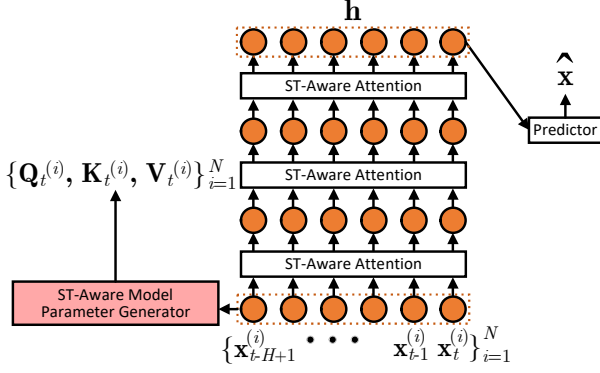 h
ST-Aware Attention
x̂
Predictor
ST-Aware Attention
{Q_t^{(i)}, K_t^{(i)}, V_t^{(i)}}_{i=1}^N
ST-Aware Attention
ST-Aware Model
Parameter Generator
{x_{t-H+1}^{(i)} • • • x_{t-1}^{(i)} x_t^{(i)}}_{i=1}^N